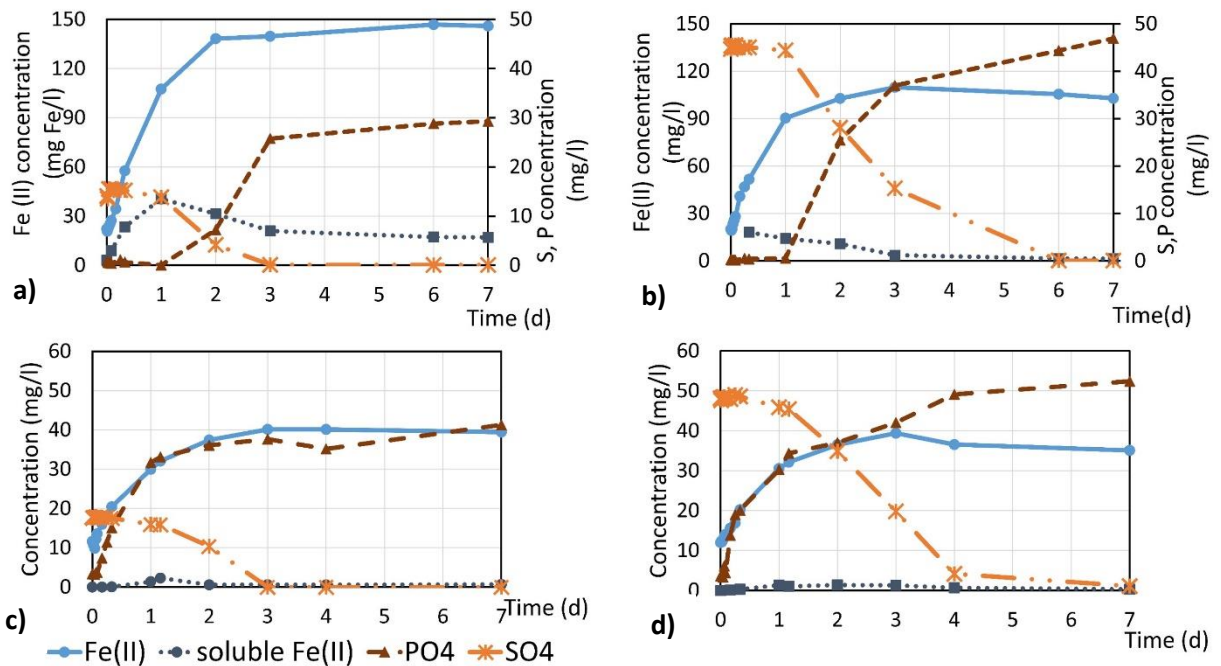 Fe (II) concentration
(mg Fe/l)
150
120
90
60
30
0
50
40
30
20
10
0
S, P concentration
(mg/l)
0 1 2 3 4 5 6 7
Time (d)
a)
Fe(II) concentration
(mg/l)
150
120
90
60
30
0
50
40
30
20
10
0
S,P concentration
(mg/l)
0 1 2 3 4 5 6 7
Time(d)
b)
Concentration (mg/l)
60
50
40
30
20
10
0
0 1 2 3 4 5 6 7
Time (d)
c)
Concentration (mg/l)
60
50
40
30
20
10
0
0 1 2 3 4 5 6 7
Time (d)
d)
Fe(II) soluble Fe(II) PO4 SO4